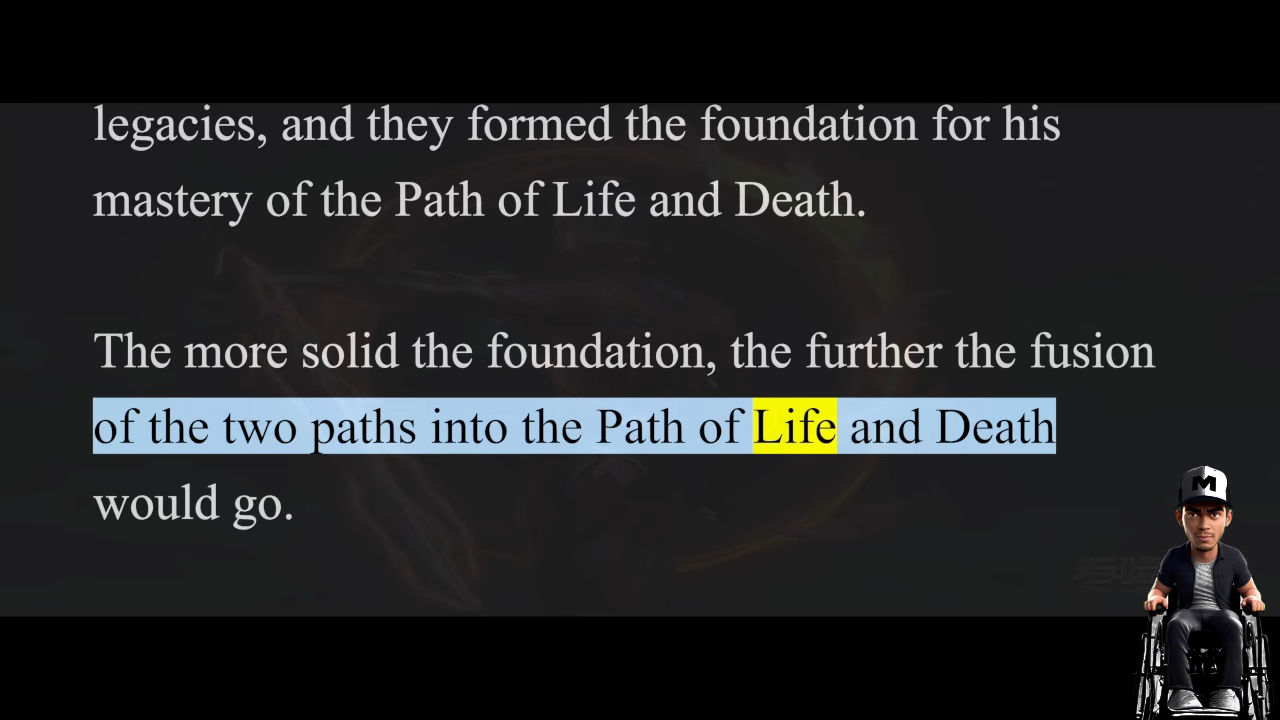 legacies, and they formed the foundation for his
mastery of the Path of Life and Death.
The more solid the foundation, the further the fusion
of the two paths into the Path of Life and Death
would go.
M